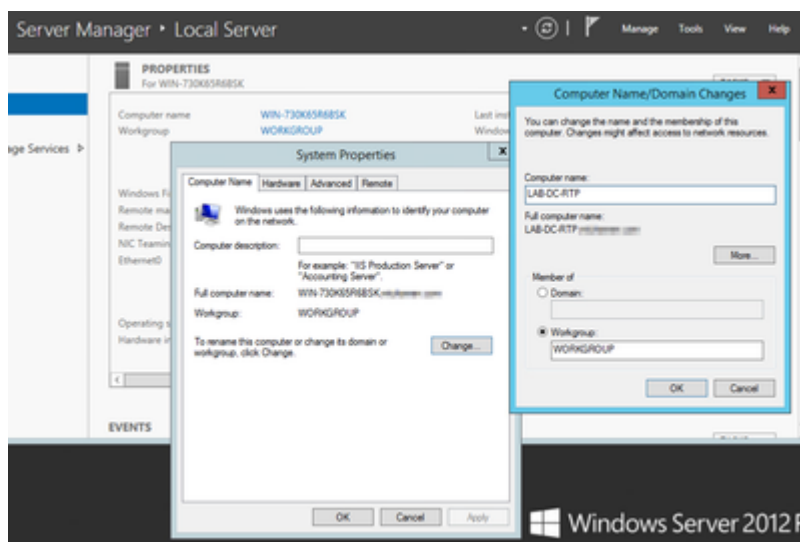 Server Manager ‣ Local Server
Manage Tools View Help
PROPERTIES
For WIN-730K65R6BSK
Computer name WIN-730K65R6BSK Last inst
Workgroup WORKGROUP Window
age Services
Windows Fi
Remote ma
Remote Des
NIC Teamin
Ethernet0
Operating s
Hardware in
EVENTS
System Properties
Computer Name Hardware Advanced Remote
Windows uses the following information to identify your computer
on the network.
Computer description:
For example: "IIS Production Server" or
"Accounting Server".
Full computer name: WIN-730K65R6BSK
Workgroup: WORKGROUP
To rename this computer or change its domain or
workgroup, click Change.
Change...
OK Cancel Apply
Computer Name/Domain Changes
You can change the name and the membership of this
computer. Changes might affect access to network resources.
Computer name:
LAB-DC-RTP
Full computer name:
LAB-DC-RTP
More...
Member of
Domain:
Workgroup:
WORKGROUP
OK Cancel
Windows Server 2012 R